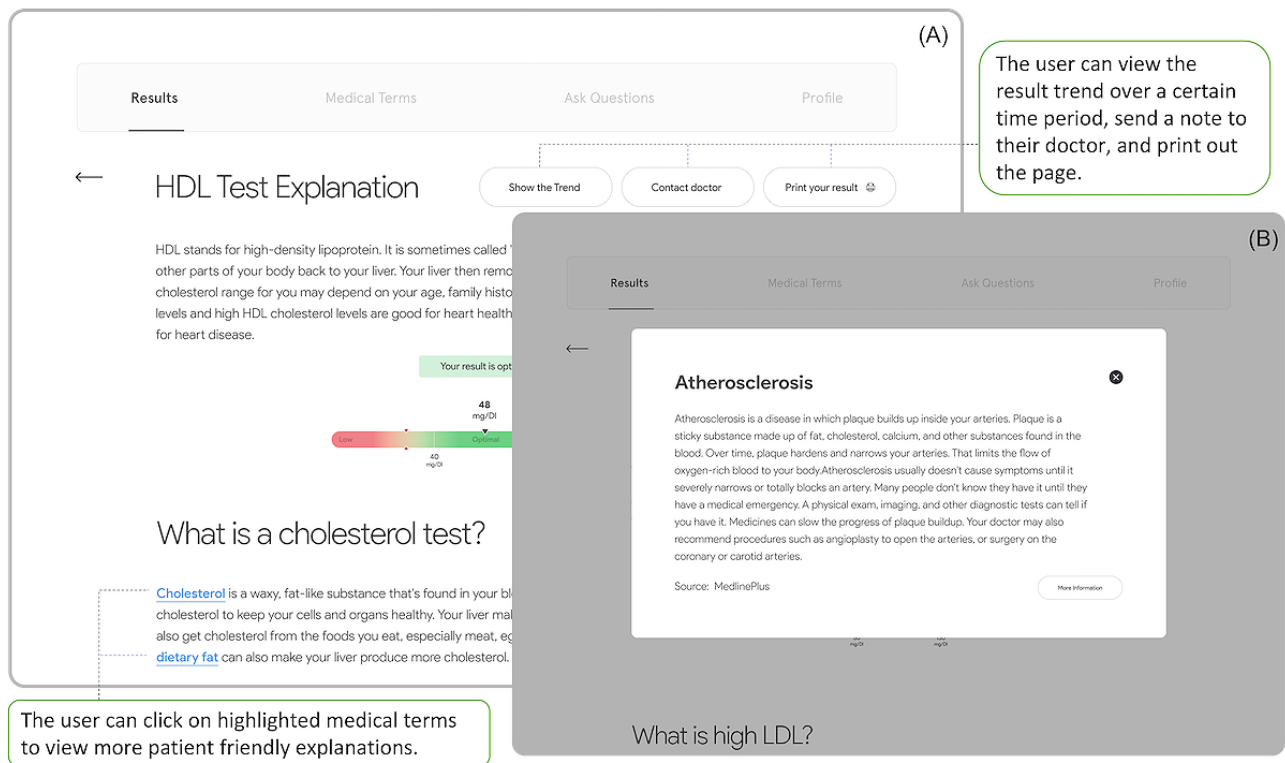 (A)
Results
Medical Terms
Ask Questions
Profile
The user can view the
result trend over a certain
time period, send a note to
their doctor, and print out
the page.
HDL Test Explanation
Show the Trend
Contact doctor
Print your result
HDL stands for high-density lipoprotein. It is sometimes called "
other parts of your body back to your liver. Your liver then remo
cholesterol range for you may depend on your age, family histo
levels and high HDL cholesterol levels are good for heart health
for heart disease.
Your result is opt
48
mg/Dl
Low
Optimal
40
mg/Dl
What is a cholesterol test?
Cholesterol is a waxy, fat-like substance that's found in your bl
cholesterol to keep your cells and organs healthy. Your liver mal
also get cholesterol from the foods you eat, especially meat, eg
dietary fat can also make your liver produce more cholesterol.
The user can click on highlighted medical terms
to view more patient friendly explanations.
(B)
Results
Medical Terms
Ask Questions
Profile
Atherosclerosis
Atherosclerosis is a disease in which plaque builds up inside your arteries. Plaque is a
sticky substance made up of fat, cholesterol, calcium, and other substances found in the
blood. Over time, plaque hardens and narrows your arteries. That limits the flow of
oxygen-rich blood to your body.Atherosclerosis usually doesn't cause symptoms until it
severely narrows or totally blocks an artery. Many people don't know they have it until they
have a medical emergency. A physical exam, imaging, and other diagnostic tests can tell if
you have it. Medicines can slow the progress of plaque buildup. Your doctor may also
recommend procedures such as angioplasty to open the arteries, or surgery on the
coronary or carotid arteries.
Source: MedlinePlus
More Information
mg/Dl
mg/Dl
What is high LDL?